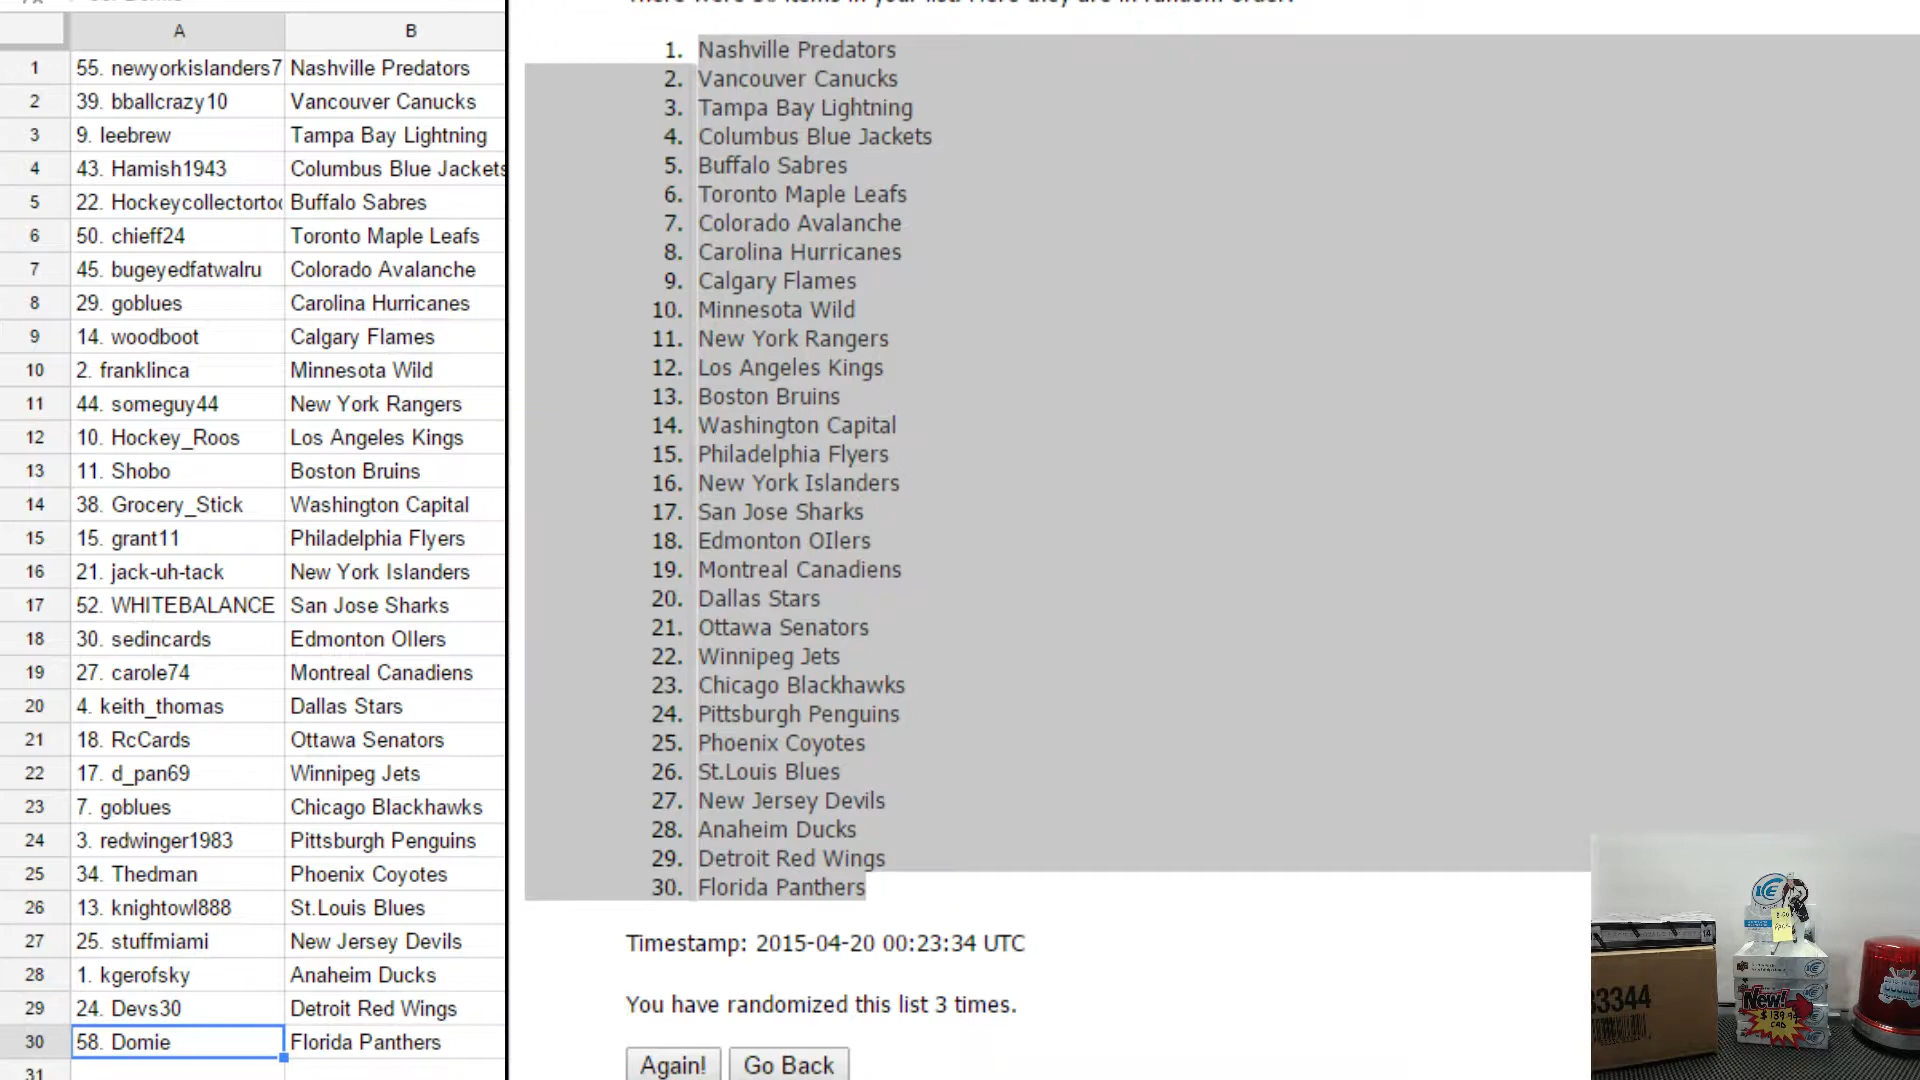 A B
1 55. newyorkislanders7 Nashville Predators
2 39. bballcrazy10 Vancouver Canucks
3 9. leebrew Tampa Bay Lightning
4 43. Hamish1943 Columbus Blue Jackets
5 22. Hockeycollectortoo Buffalo Sabres
6 50. chieff24 Toronto Maple Leafs
7 45. bugeyedfatwalru Colorado Avalanche
8 29. goblues Carolina Hurricanes
9 14. woodboot Calgary Flames
10 2. franklinca Minnesota Wild
11 44. someguy44 New York Rangers
12 10. Hockey_Roos Los Angeles Kings
13 11. Shobo Boston Bruins
14 38. Grocery_Stick Washington Capital
15 15. grant11 Philadelphia Flyers
16 21. jack-uh-tack New York Islanders
17 52. WHITEBALANCE San Jose Sharks
18 30. sedincards Edmonton OIlers
19 27. carole74 Montreal Canadiens
20 4. keith_thomas Dallas Stars
21 18. RcCards Ottawa Senators
22 17. d_pan69 Winnipeg Jets
23 7. goblues Chicago Blackhawks
24 3. redwinger1983 Pittsburgh Penguins
25 34. Thedman Phoenix Coyotes
26 13. knightowl888 St.Louis Blues
27 25. stuffmiami New Jersey Devils
28 1. kgerofsky Anaheim Ducks
29 24. Devs30 Detroit Red Wings
30 58. Domie Florida Panthers
31
1. Nashville Predators
2. Vancouver Canucks
3. Tampa Bay Lightning
4. Columbus Blue Jackets
5. Buffalo Sabres
6. Toronto Maple Leafs
7. Colorado Avalanche
8. Carolina Hurricanes
9. Calgary Flames
10. Minnesota Wild
11. New York Rangers
12. Los Angeles Kings
13. Boston Bruins
14. Washington Capital
15. Philadelphia Flyers
16. New York Islanders
17. San Jose Sharks
18. Edmonton OIlers
19. Montreal Canadiens
20. Dallas Stars
21. Ottawa Senators
22. Winnipeg Jets
23. Chicago Blackhawks
24. Pittsburgh Penguins
25. Phoenix Coyotes
26. St.Louis Blues
27. New Jersey Devils
28. Anaheim Ducks
29. Detroit Red Wings
30. Florida Panthers
Timestamp: 2015-04-20 00:23:34 UTC
You have randomized this list 3 times.
Again! Go Back
ICE
14
33344
New!
$139.94
CAD